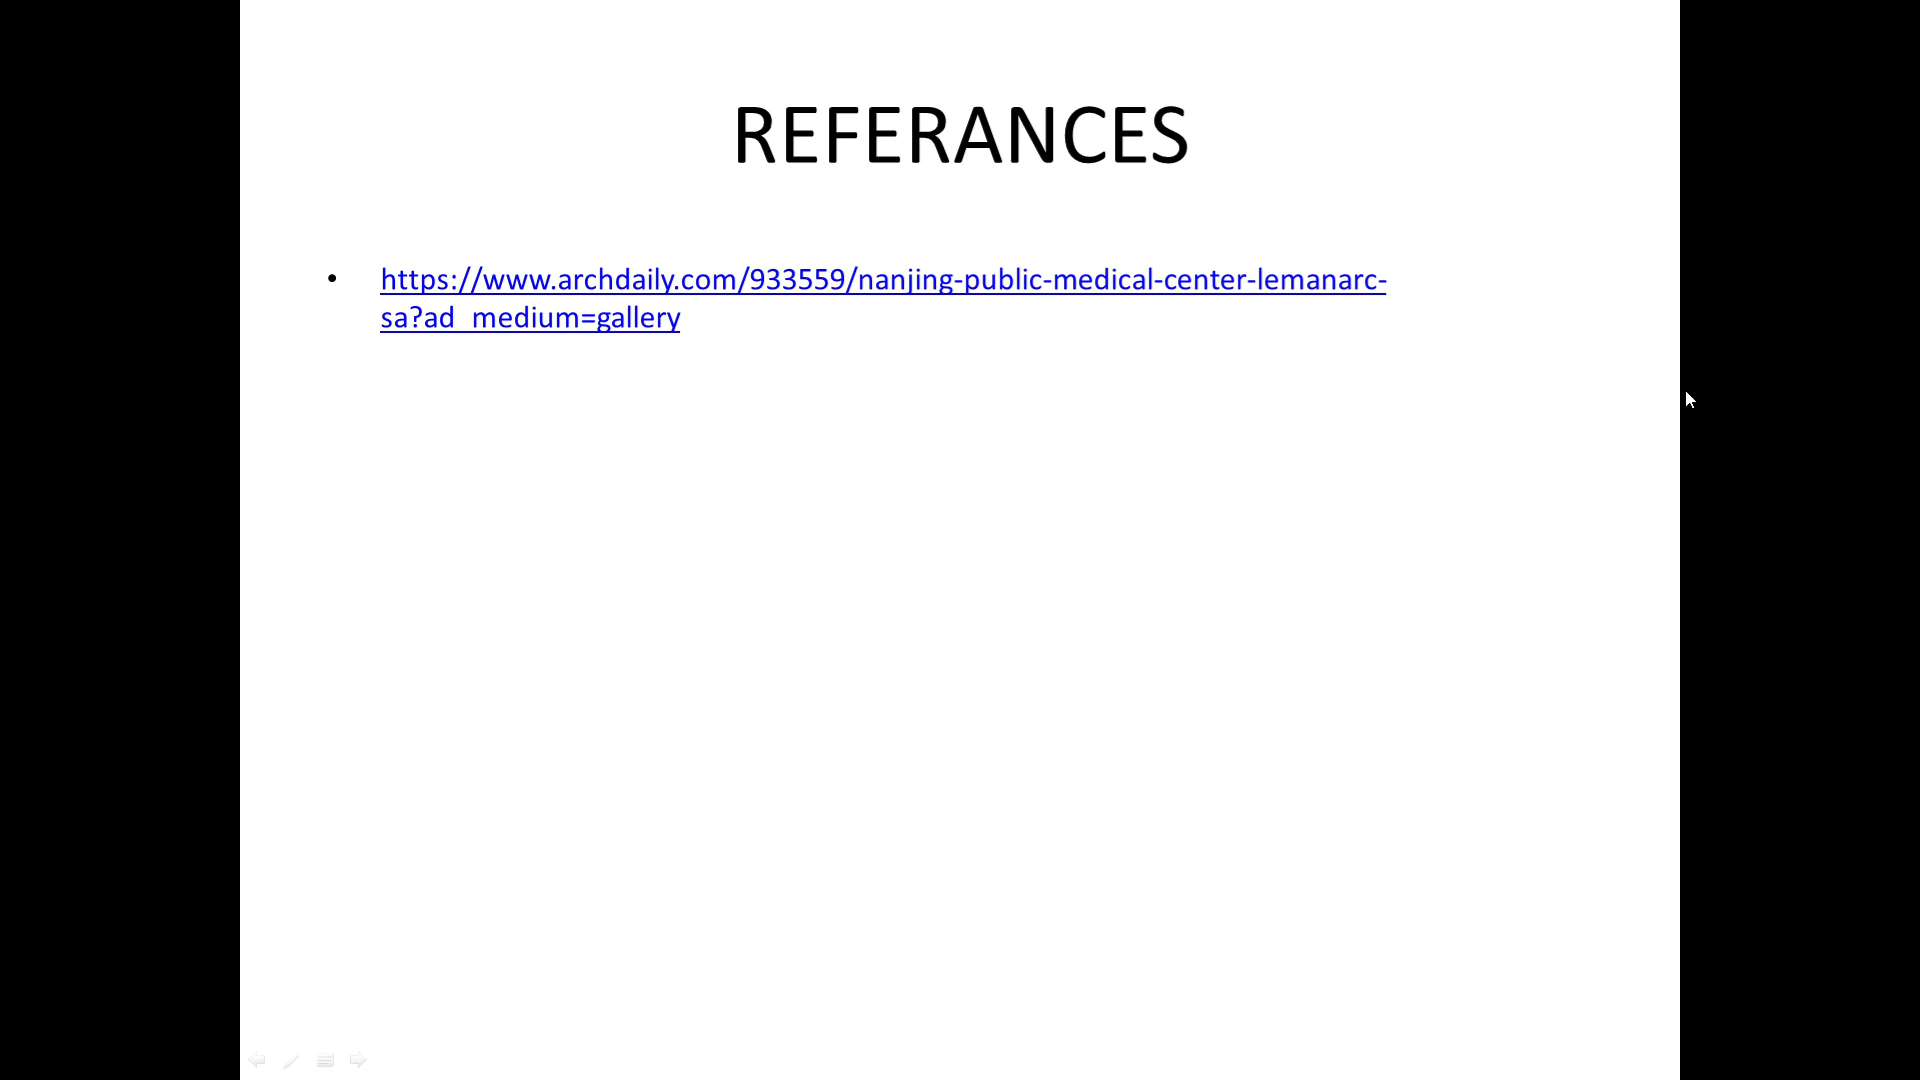 REFERANCES
• https://www.archdaily.com/933559/nanjing-public-medical-center-lemanarc-
sa?ad_medium=gallery